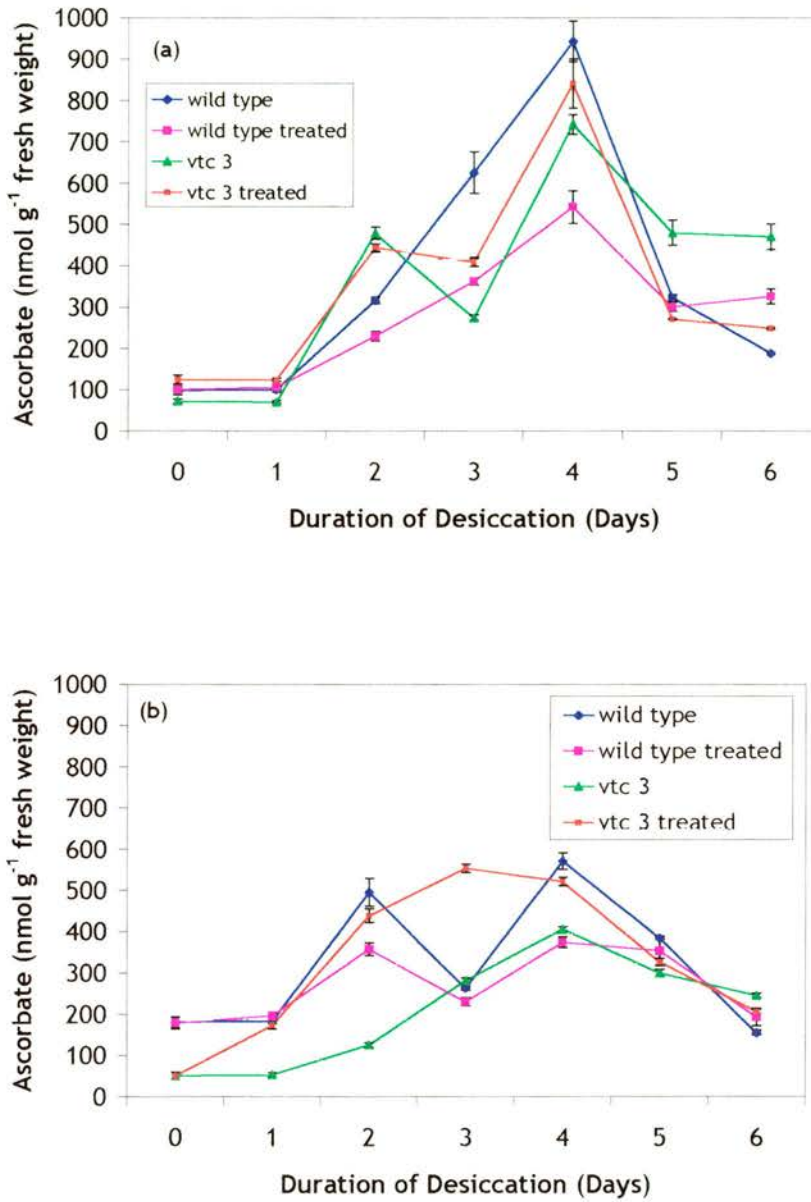 1000
900
800
700
600
500
400
300
200
100
0
Ascorbate (nmol g⁻¹ fresh weight)
(a)
wild type
wild type treated
vtc 3
vtc 3 treated
0 1 2 3 4 5 6
Duration of Desiccation (Days)
1000
900
800
700
600
500
400
300
200
100
0
Ascorbate (nmol g⁻¹ fresh weight)
(b)
wild type
wild type treated
vtc 3
vtc 3 treated
0 1 2 3 4 5 6
Duration of Desiccation (Days)